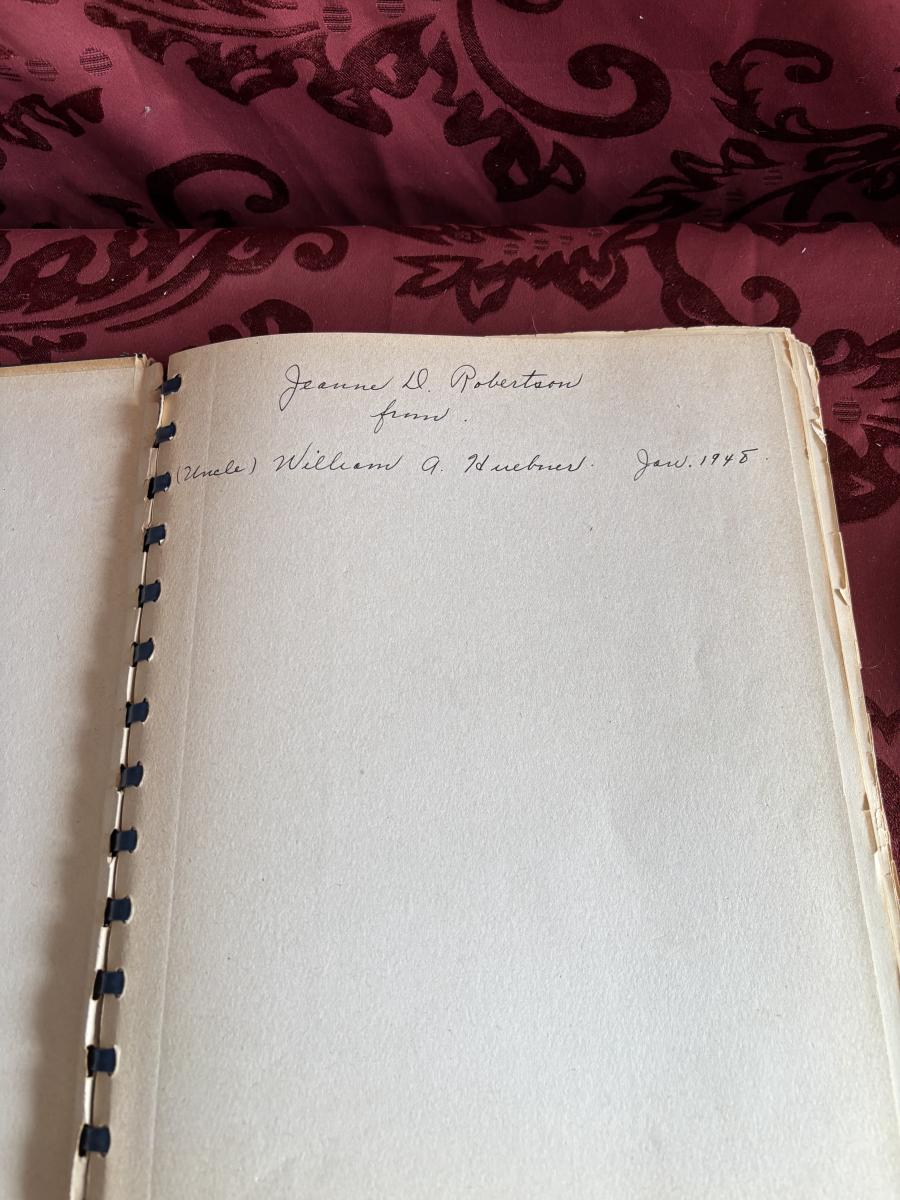 Jeanne D. Robertson
from.
(Uncle) William A. Huebner. Jan. 1948.